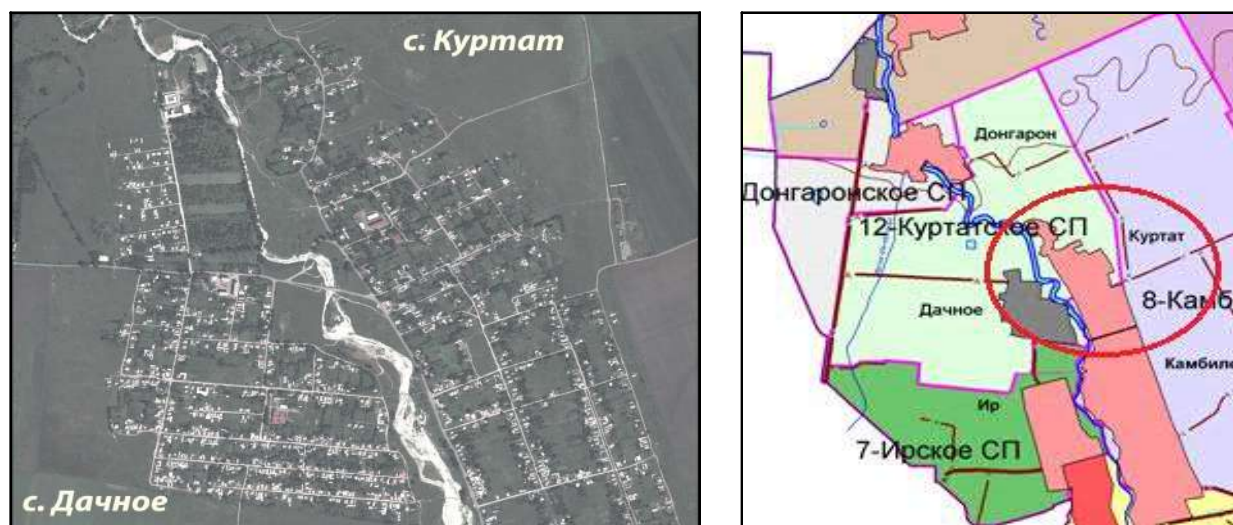 с. Куртат
с. Дачное
Донгарон
Донгаронское СП
12-Куртатское СП
Куртат
8-Камб
Дачное
Камбиле
Ир
7-Ирское СП